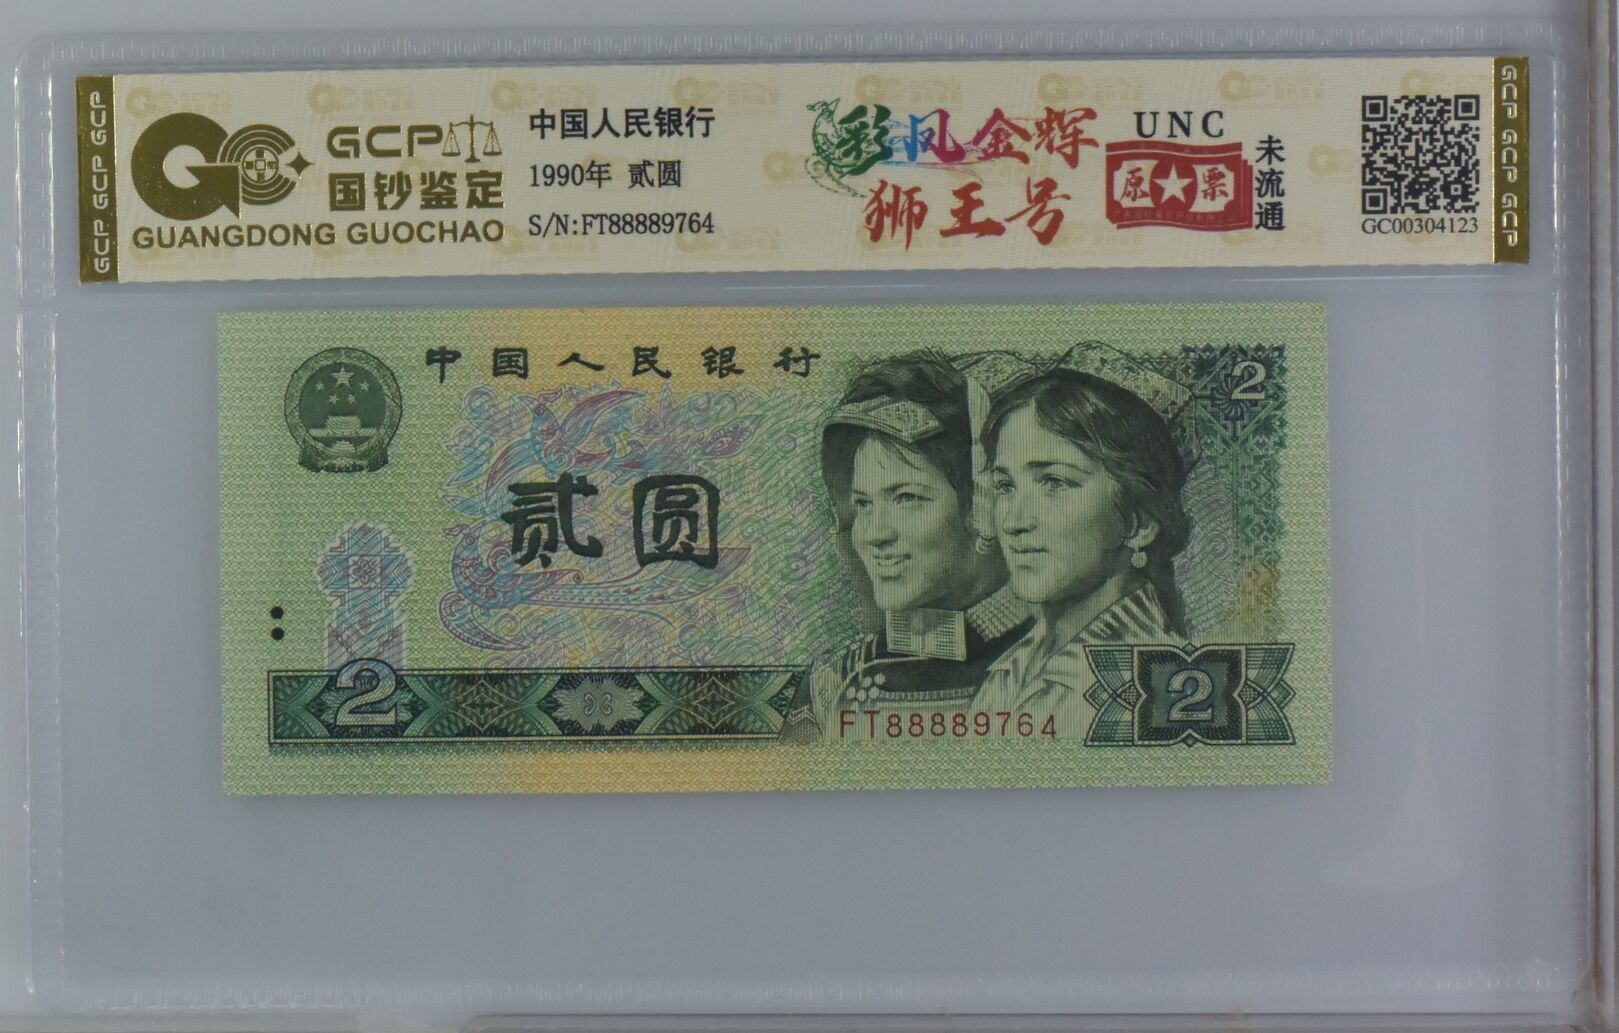 GCP GCP GCP
GCP
国钞鉴定
GUANGDONG GUOCHAO
中国人民银行
1990年 贰圆
S/N:FT88889764
彩凤金辉
狮王号
UNC
原票
未流通
GC00304123
GCP GCP GCP
中国人民银行
2
贰圆
2
FT88889764
2